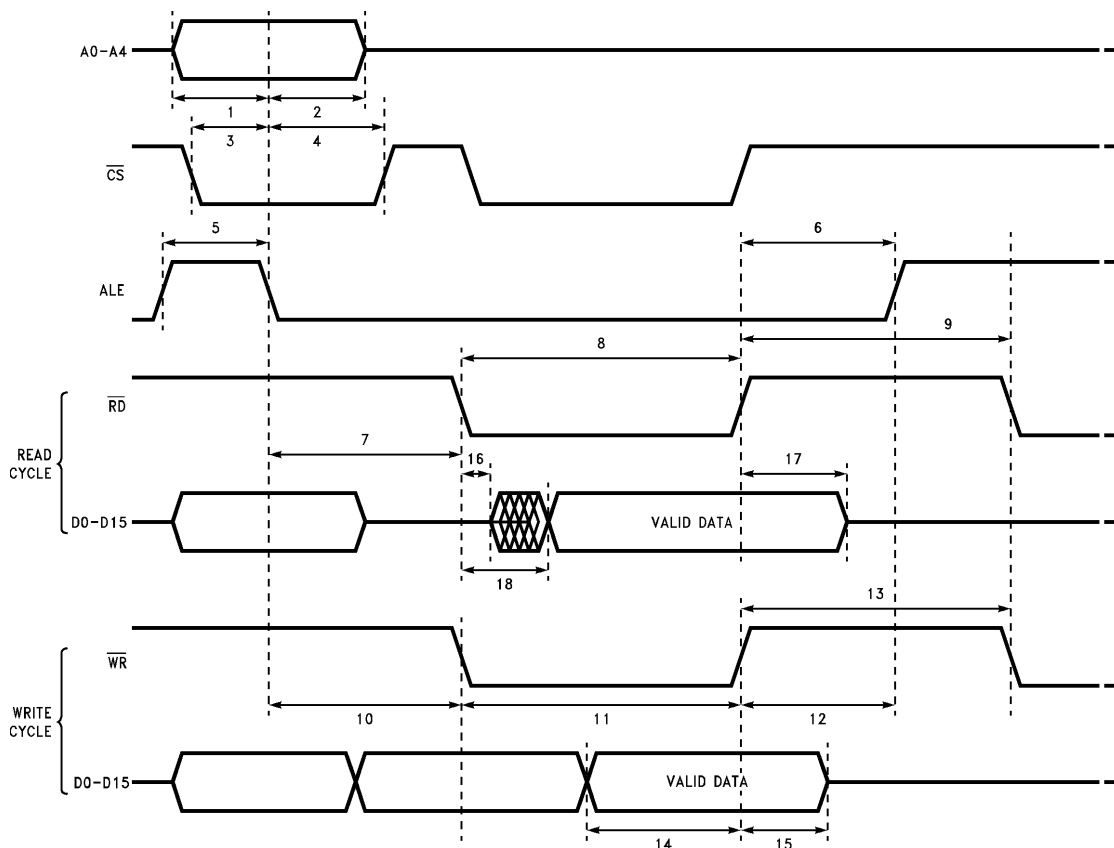 A0-A4
1 2
3 4
CS
5 6
ALE
9
8
RD
7
READ
CYCLE
16 17
D0-D15 VALID DATA
18
13
WR
10 11 12
WRITE
CYCLE
D0-D15 VALID DATA
14 15